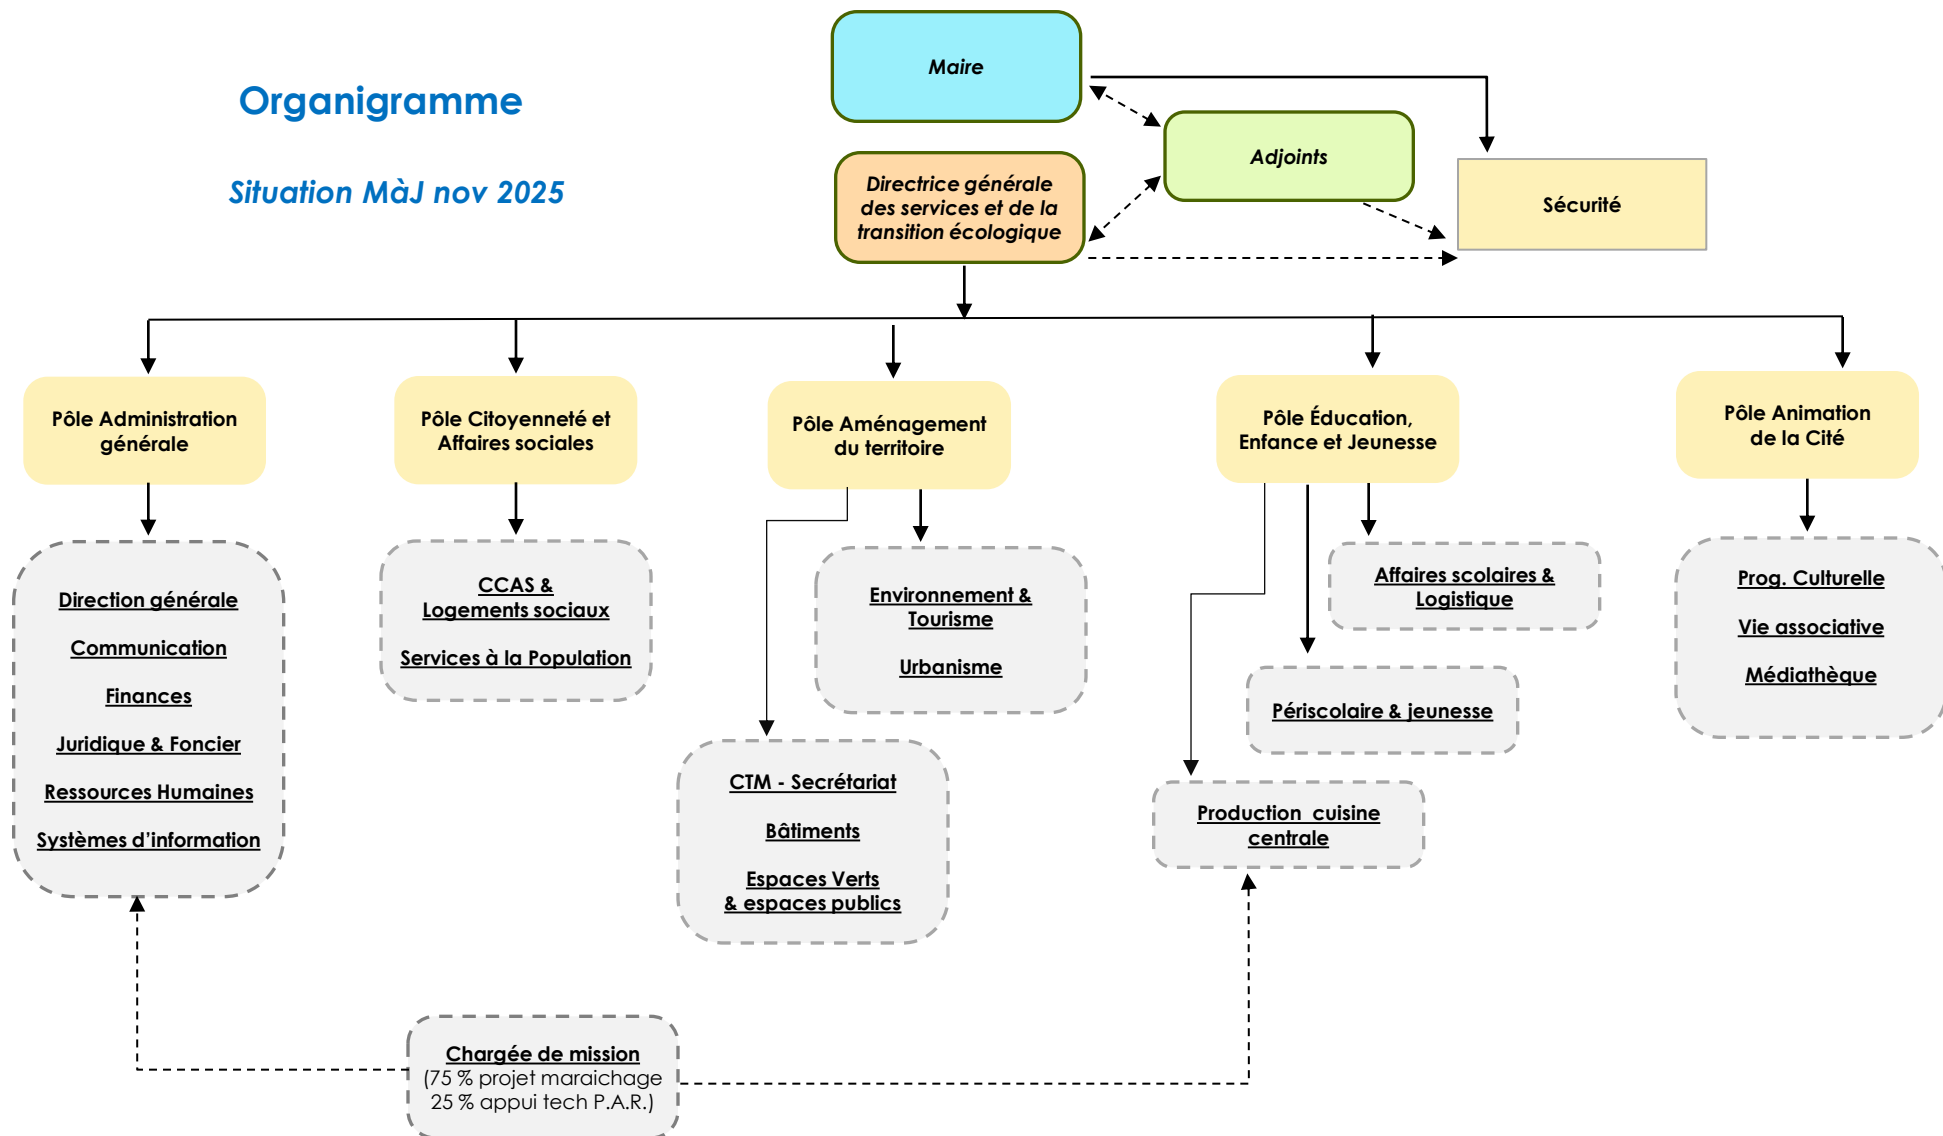 Organigramme
Situation MàJ nov 2025
Maire
Adjoints
Directrice générale
des services et de la
transition écologique
Sécurité
Pôle Administration
générale
Pôle Citoyenneté et
Affaires sociales
Pôle Aménagement
du territoire
Pôle Éducation,
Enfance et Jeunesse
Pôle Animation
de la Cité
Direction générale
Communication
Finances
Juridique & Foncier
Ressources Humaines
Systèmes d'information
CCAS &
Logements sociaux
Services à la Population
Environnement &
Tourisme
Urbanisme
CTM - Secrétariat
Bâtiments
Espaces Verts
& espaces publics
Affaires scolaires &
Logistique
Périscolaire & jeunesse
Production cuisine
centrale
Prog. Culturelle
Vie associative
Médiathèque
Chargée de mission
(75 % projet maraichage
25 % appui tech P.A.R.)